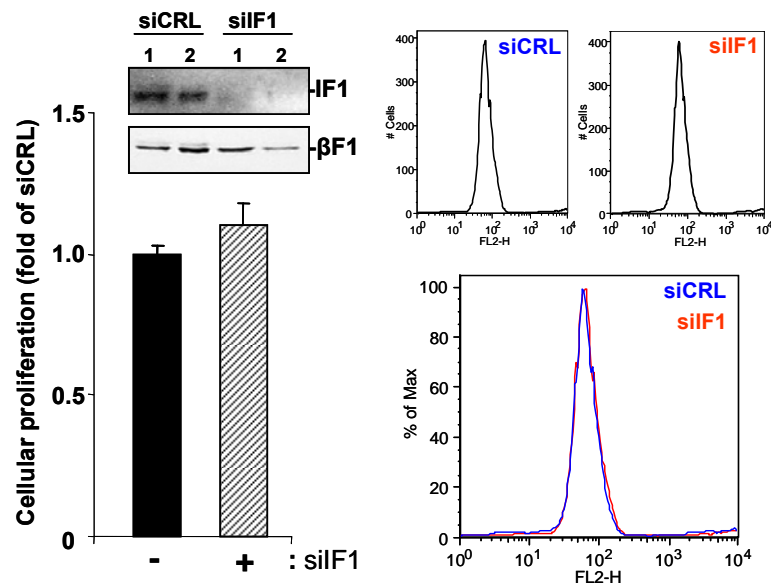 siCRL siIF1
1 2 1 2
-IF1
-βF1
Cellular proliferation (fold of siCRL)
1.5
1.0
0.5
0
- + : siIF1
siCRL
# Cells
400
300
200
100
0
10⁰ 10¹ 10² 10³ 10⁴
FL2-H
siIF1
# Cells
400
300
200
100
0
10⁰ 10¹ 10² 10³ 10⁴
FL2-H
siCRL
siIF1
% of Max
100
80
60
40
20
0
10⁰ 10¹ 10² 10³ 10⁴
FL2-H